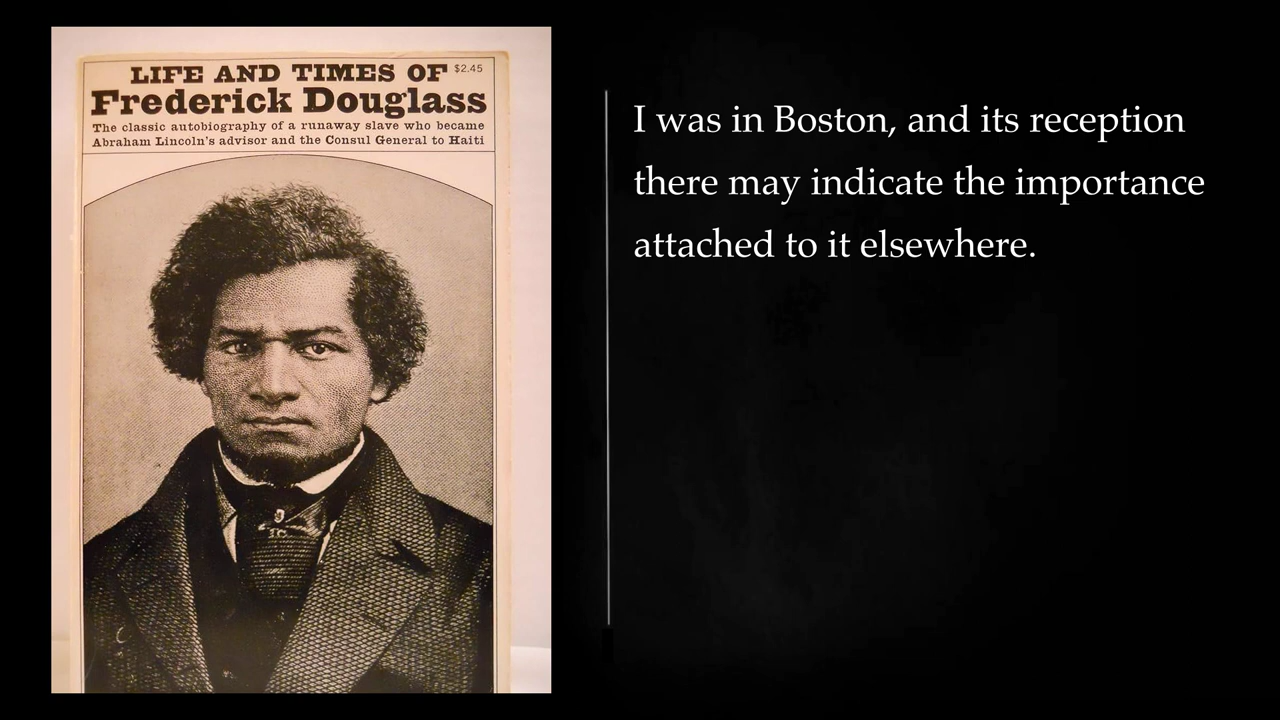 LIFE AND TIMES OF $2.45
Frederick Douglass
The classic autobiography of a runaway slave who became
Abraham Lincoln's advisor and the Consul General to Haiti
I was in Boston, and its reception
there may indicate the importance
attached to it elsewhere.